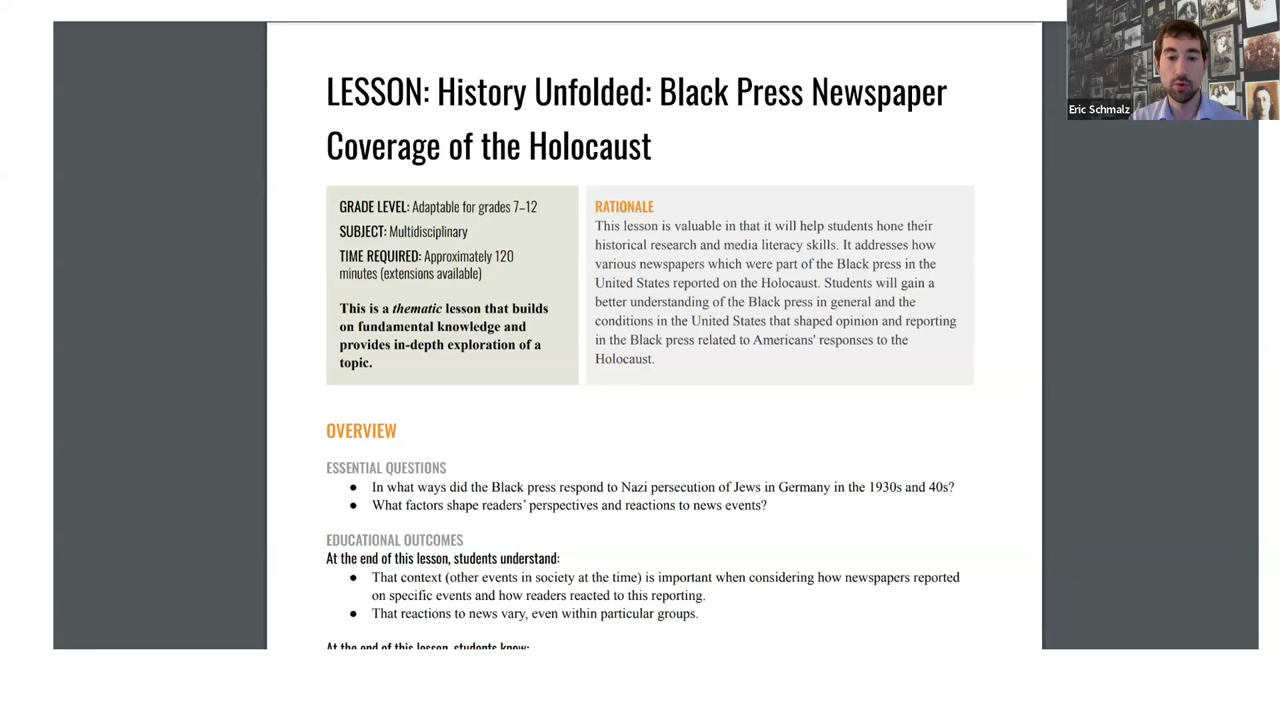 LESSON: History Unfolded: Black Press Newspaper
Coverage of the Holocaust
GRADE LEVEL: Adaptable for grades 7–12
SUBJECT: Multidisciplinary
TIME REQUIRED: Approximately 120
minutes (extensions available)
This is a thematic lesson that builds
on fundamental knowledge and
provides in-depth exploration of a
topic.
RATIONALE
This lesson is valuable in that it will help students hone their
historical research and media literacy skills. It addresses how
various newspapers which were part of the Black press in the
United States reported on the Holocaust. Students will gain a
better understanding of the Black press in general and the
conditions in the United States that shaped opinion and reporting
in the Black press related to Americans' responses to the
Holocaust.
OVERVIEW
ESSENTIAL QUESTIONS
● In what ways did the Black press respond to Nazi persecution of Jews in Germany in the 1930s and 40s?
● What factors shape readers’ perspectives and reactions to news events?
EDUCATIONAL OUTCOMES
At the end of this lesson, students understand:
● That context (other events in society at the time) is important when considering how newspapers reported
on specific events and how readers reacted to this reporting.
● That reactions to news vary, even within particular groups.
At the end of this lesson, students know:
Eric Schmalz